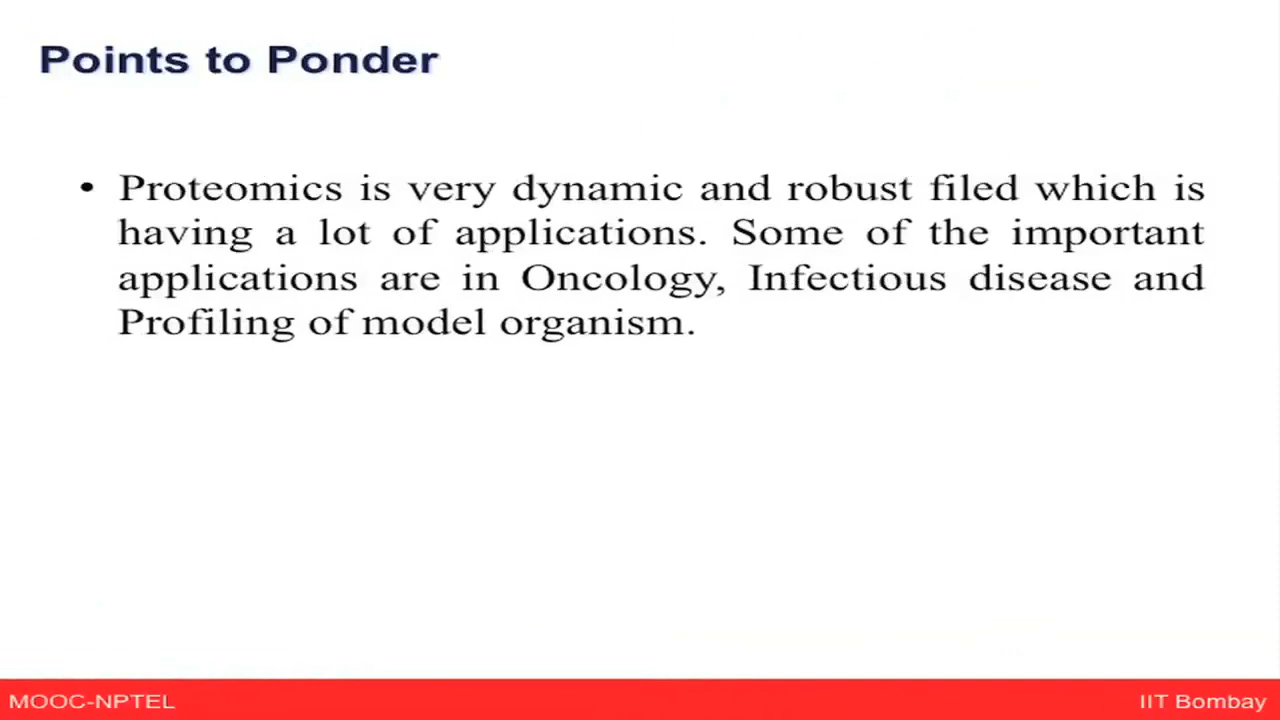 Points to Ponder
• Proteomics is very dynamic and robust filed which is
having a lot of applications. Some of the important
applications are in Oncology, Infectious disease and
Profiling of model organism.
MOOC-NPTEL
IIT Bombay